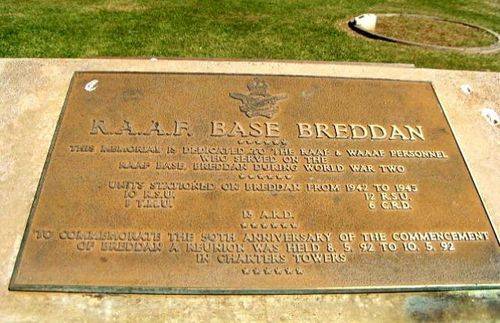 R.A.A.F. BASE BREDDAN
THIS MEMORIAL IS DEDICATED TO THE RAAF & WAAAF PERSONNEL
WHO SERVED ON THE
RAAF BASE, BREDDAN DURING WORLD WAR TWO
UNITS STATIONED ON BREDDAN FROM 1942 TO 1945
10 R.S.U. 12 R.S.U.
1 T.M.U. 6 C.R.D.
15 A.R.D.
TO COMMEMORATE THE 50TH ANNIVERSARY OF THE COMMENCEMENT
OF BREDDAN A REUNION WAS HELD 8. 5. 92 TO 10. 5. 92
IN CHARTERS TOWERS